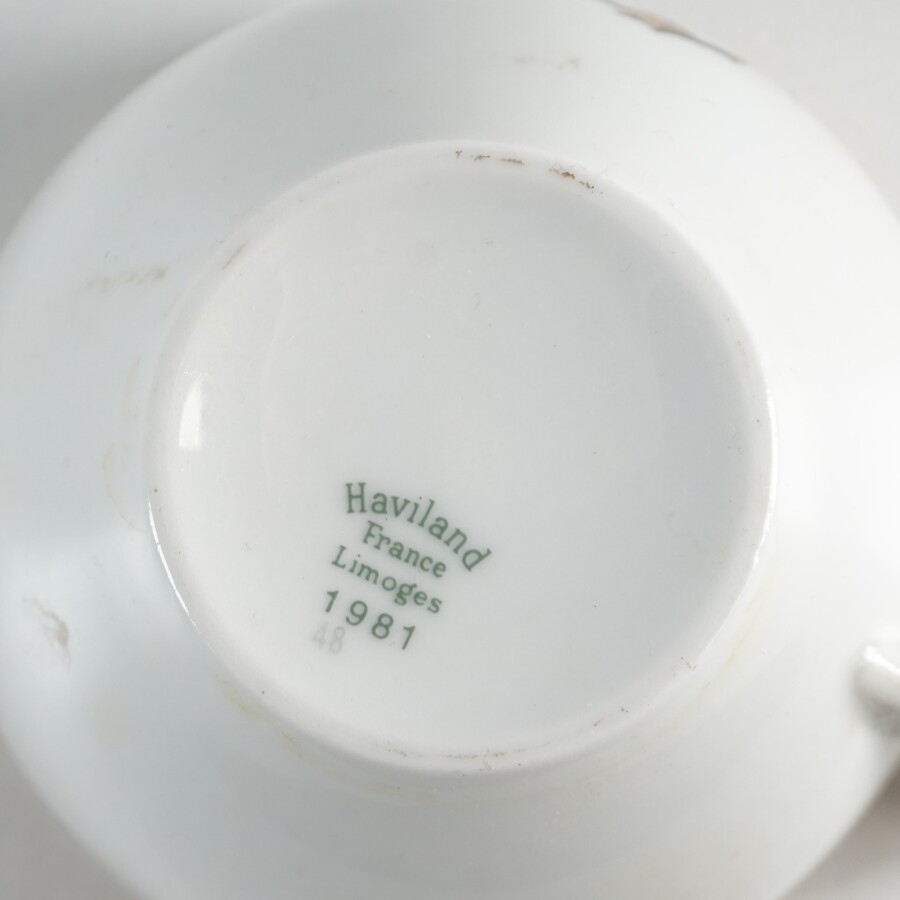 Haviland
France
Limoges
1981
48